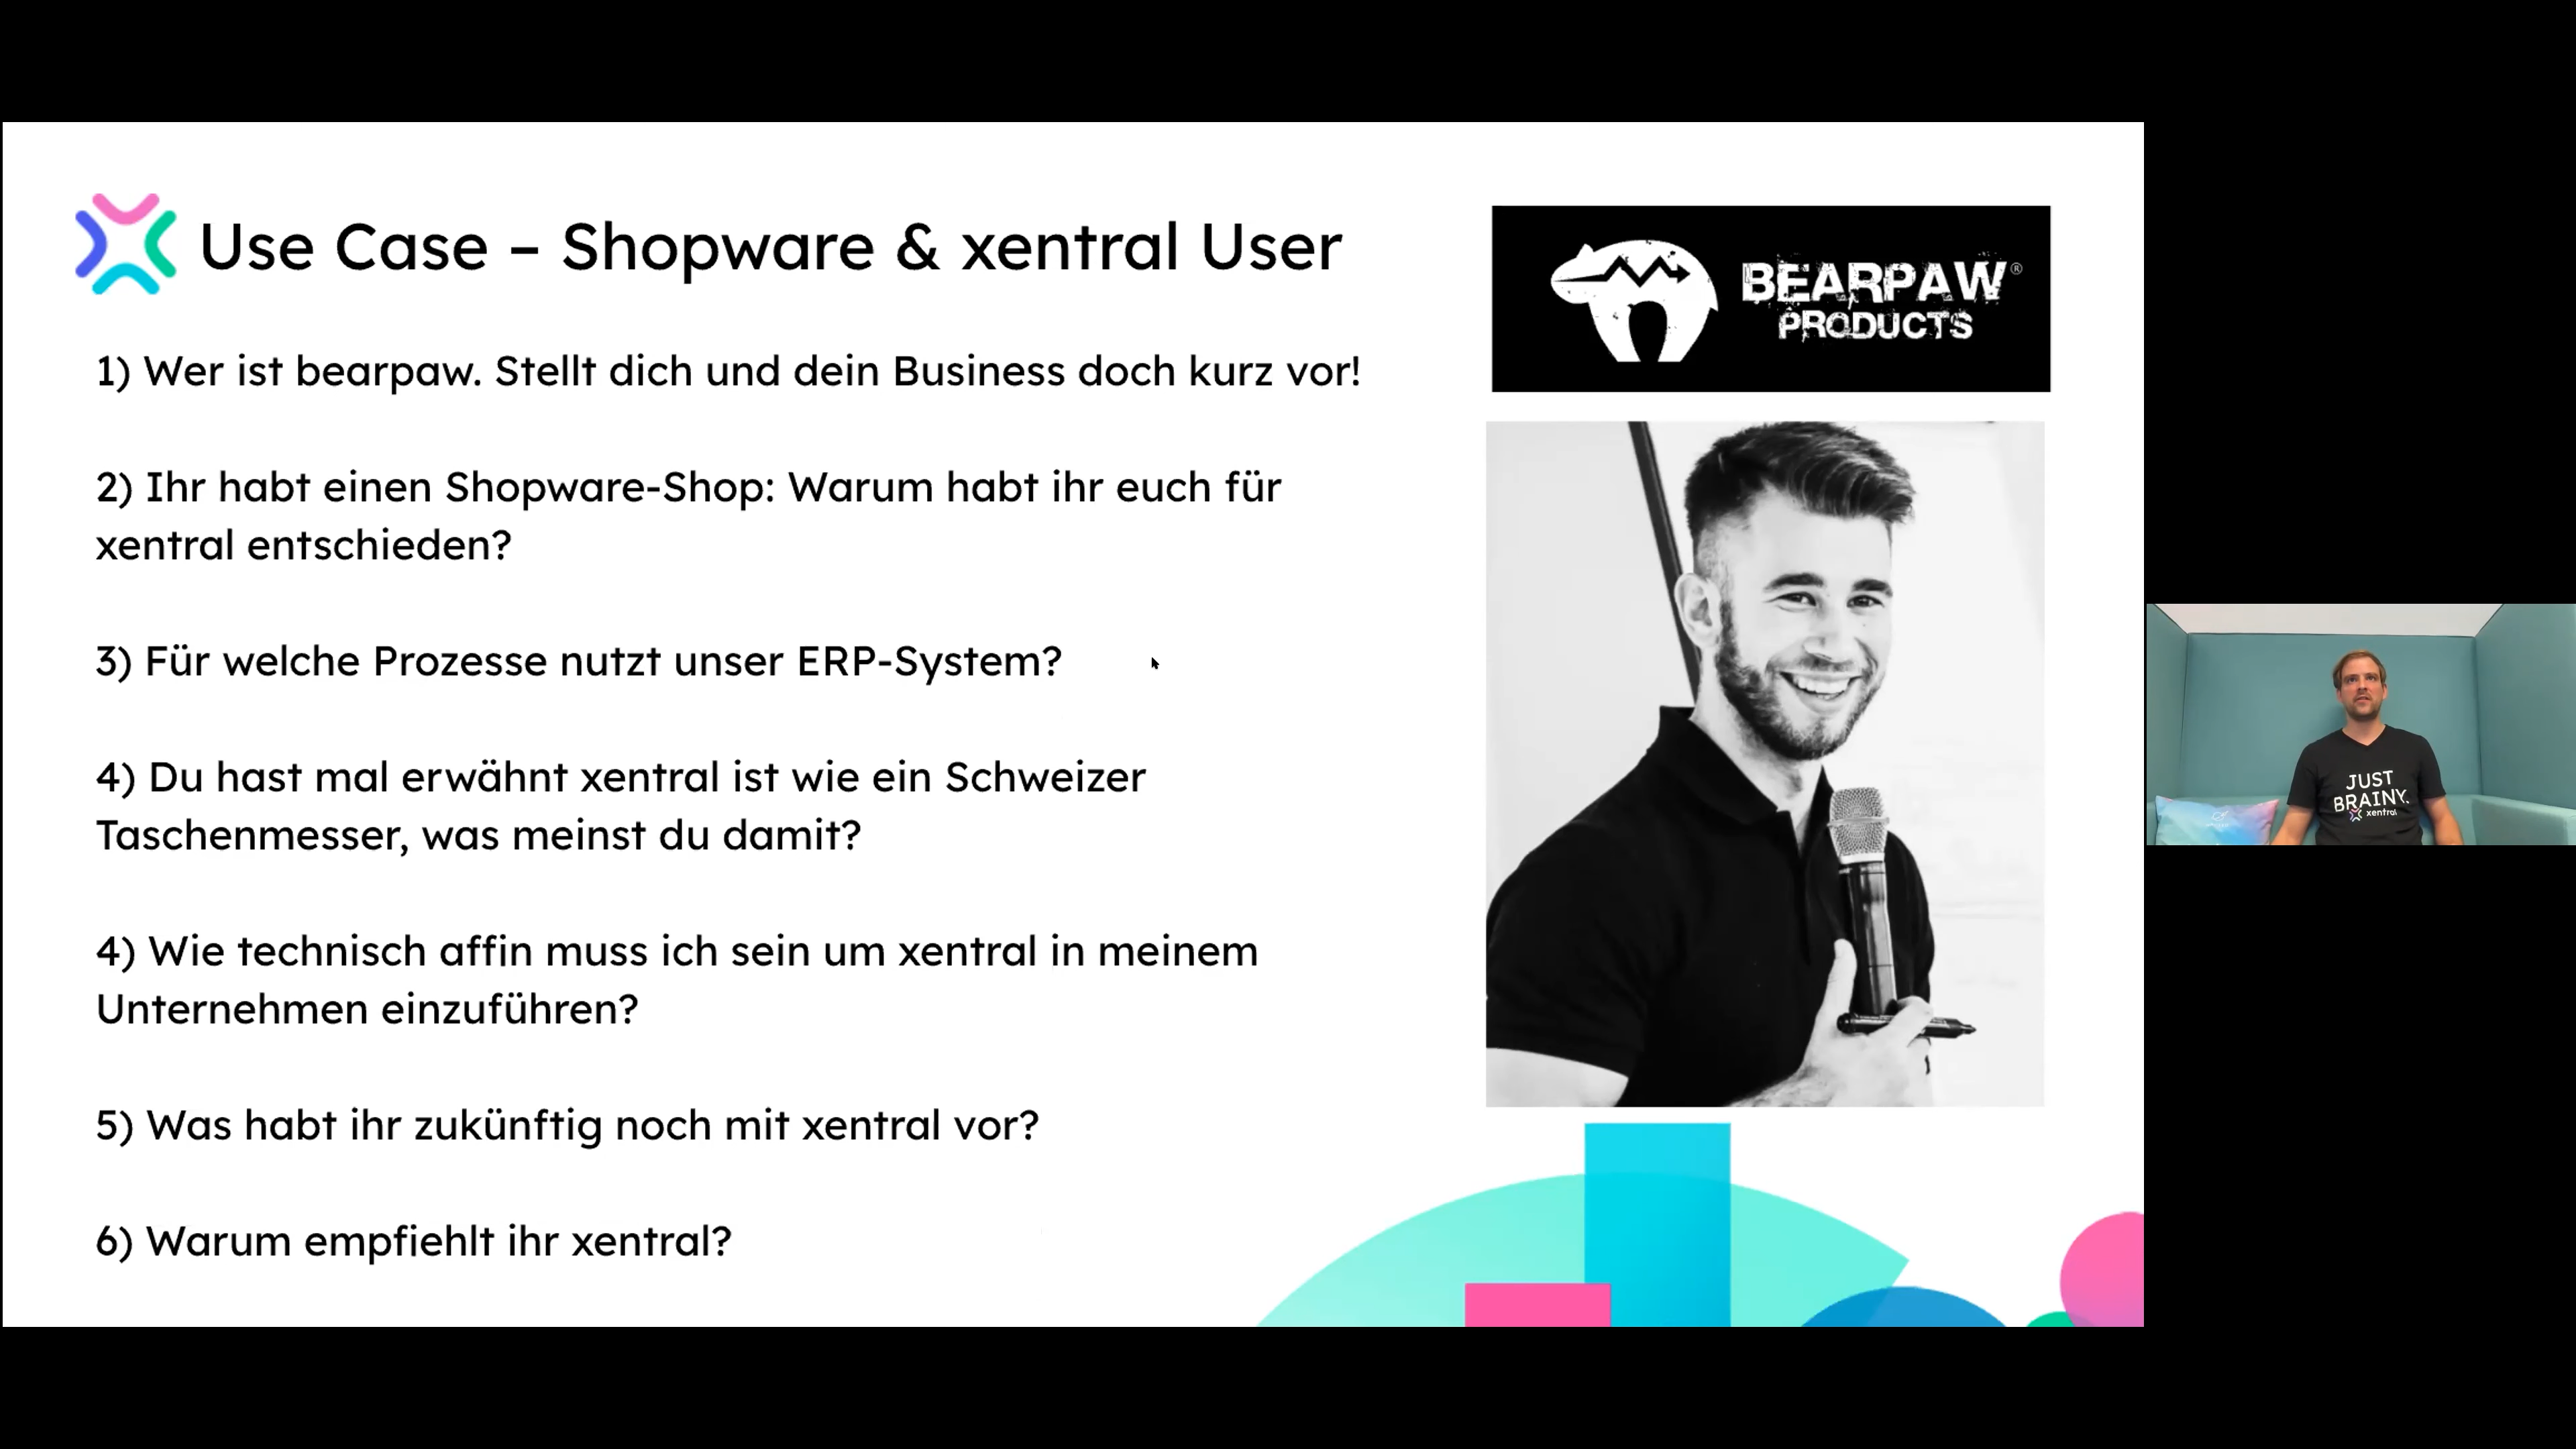 Use Case – Shopware & xentral User
BEARPAW®
PRODUCTS
1) Wer ist bearpaw. Stellt dich und dein Business doch kurz vor!
2) Ihr habt einen Shopware-Shop: Warum habt ihr euch für
xentral entschieden?
3) Für welche Prozesse nutzt unser ERP-System?
4) Du hast mal erwähnt xentral ist wie ein Schweizer
Taschenmesser, was meinst du damit?
4) Wie technisch affin muss ich sein um xentral in meinem
Unternehmen einzuführen?
5) Was habt ihr zukünftig noch mit xentral vor?
6) Warum empfiehlt ihr xentral?
JUST
BRAINY.
xentral